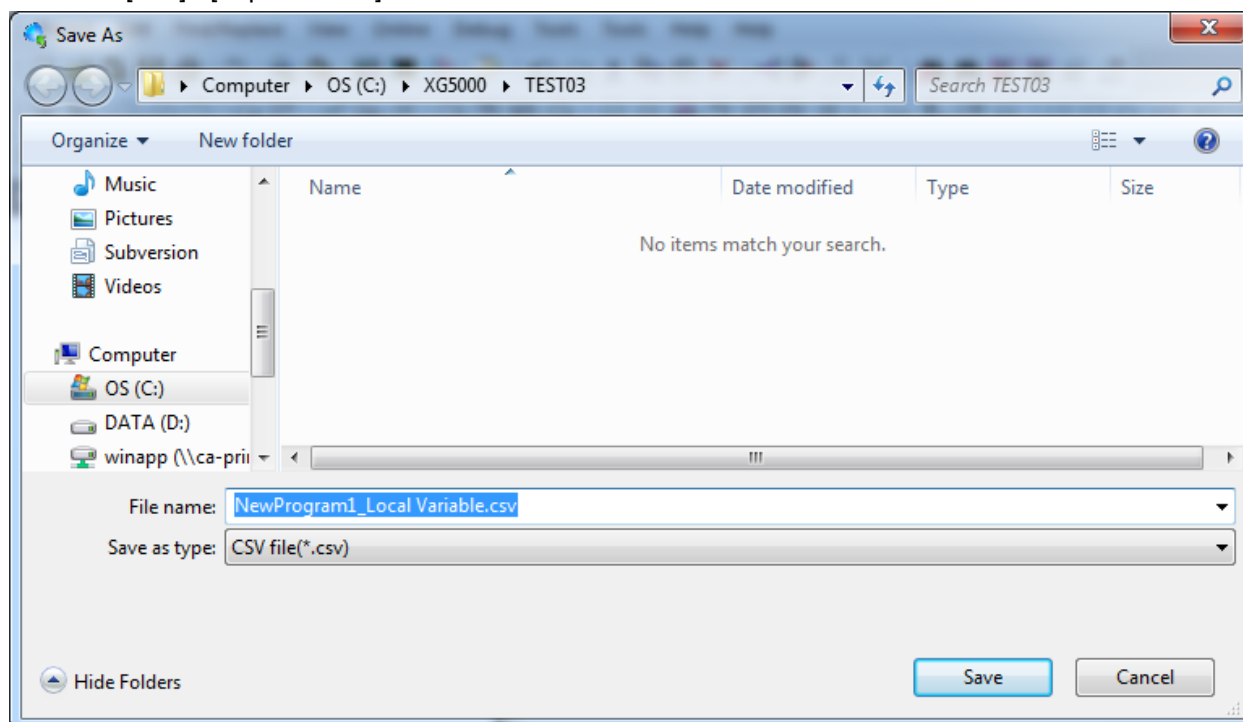 Save As
Computer OS (C:) XG5000 TEST03 Search TEST03
Organize New folder
Name Date modified Type Size
No items match your search.
Music
Pictures
Subversion
Videos
Computer
OS (C:)
DATA (D:)
winapp (\\ca-pri
File name: NewProgram1_Local Variable.csv
Save as type: CSV file(*.csv)
Hide Folders Save Cancel